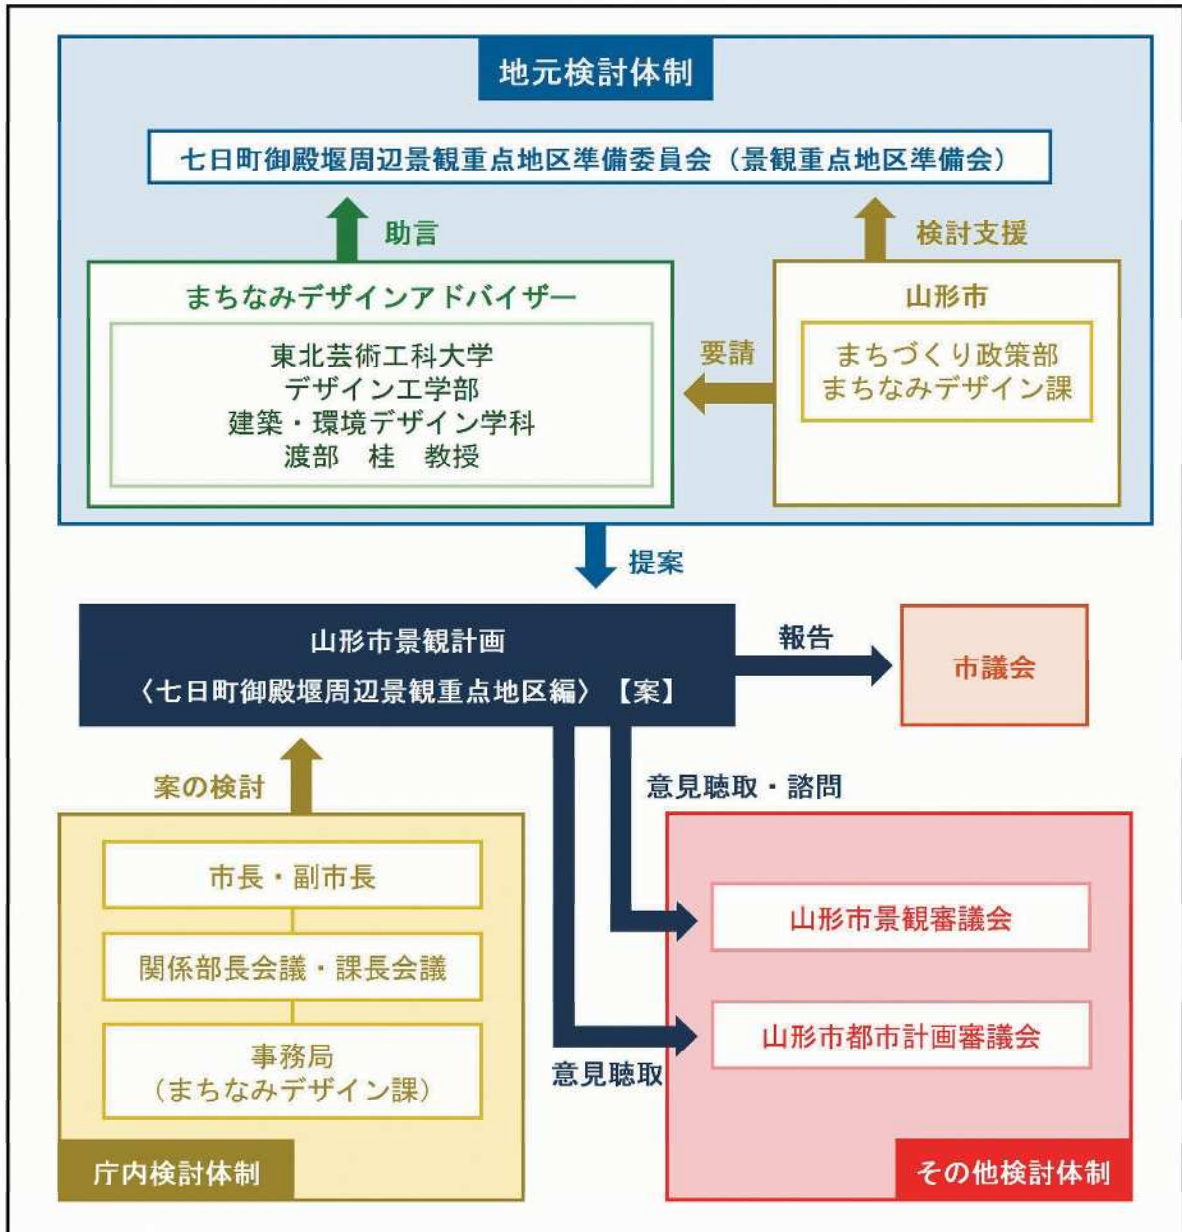 地元検討体制
七日町御殿堰周辺景観重点地区準備委員会（景観重点地区準備会）
助言
検討支援
まちなみデザインアドバイザー
東北芸術工科大学
デザイン工学部
建築・環境デザイン学科
渡部　桂　教授
要請
山形市
まちづくり政策部
まちなみデザイン課
提案
山形市景観計画
〈七日町御殿堰周辺景観重点地区編〉【案】
報告
市議会
案の検討
意見聴取・諮問
市長・副市長
関係部長会議・課長会議
事務局
（まちなみデザイン課）
庁内検討体制
山形市景観審議会
山形市都市計画審議会
意見聴取
その他検討体制